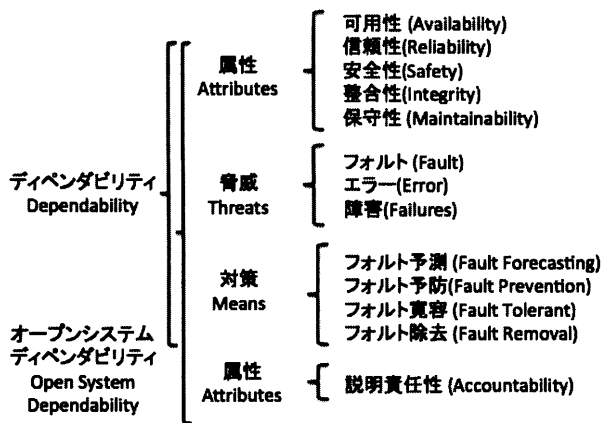 属性
Attributes
可用性 (Availability)
信頼性(Reliability)
安全性(Safety)
整合性(Integrity)
保守性 (Maintainability)
ディペンダビリティ
Dependability
脅威
Threats
フォルト (Fault)
エラー(Error)
障害(Failures)
対策
Means
フォルト予測 (Fault Forecasting)
フォルト予防(Fault Prevention)
フォルト寛容 (Fault Tolerant)
フォルト除去 (Fault Removal)
オープンシステム
ディペンダビリティ
Open System
Dependability
属性
Attributes
説明責任性 (Accountability)